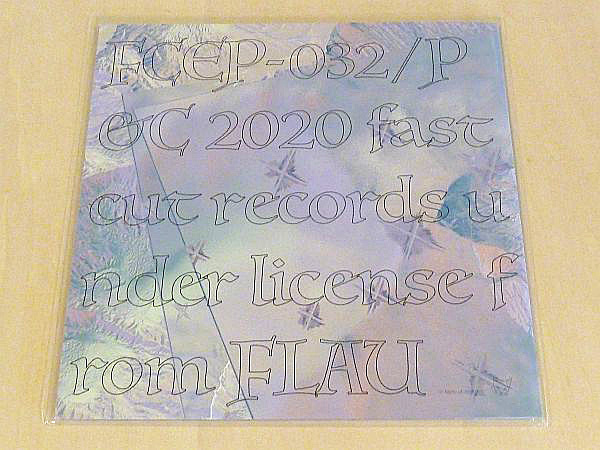 FCEP-032/P
&C 2020 fast
cut records u
nder license f
rom FLAU